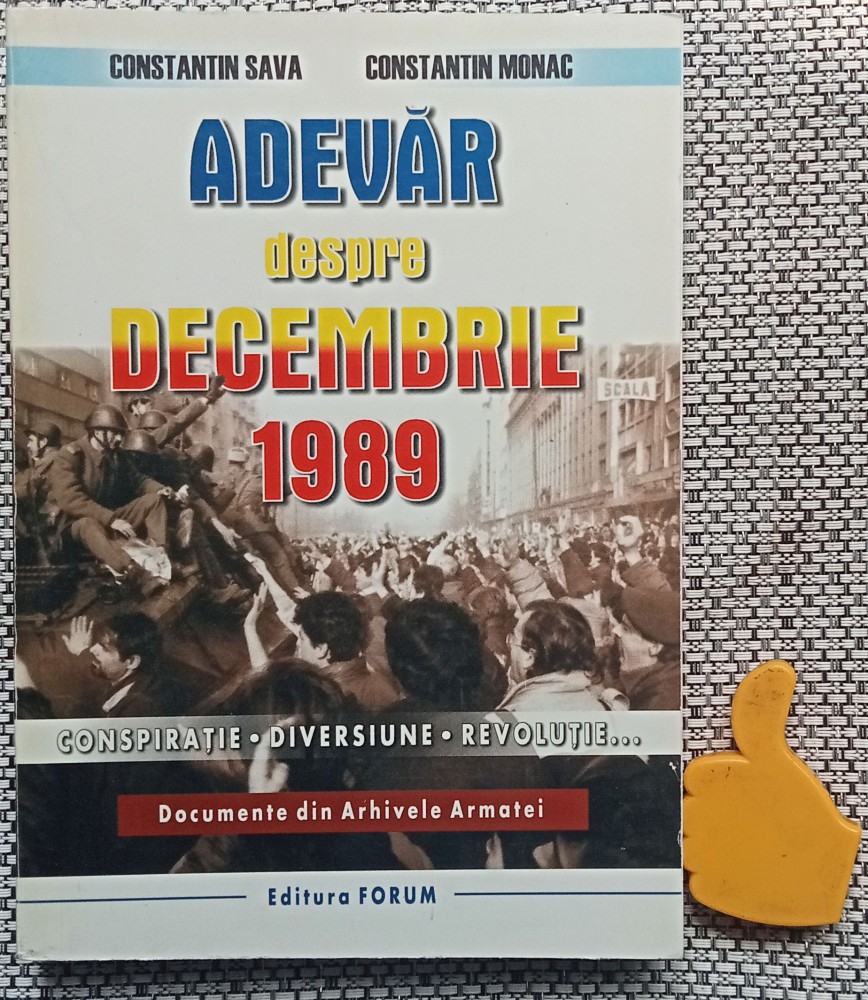 CONSTANTIN SAVA CONSTANTIN MONAC
ADEVĂR
despre
DECEMBRIE
1989
SCALA
CONSPIRAȚIE • DIVERSIUNE • REVOLUȚIE...
Documente din Arhivele Armatei
Editura FORUM